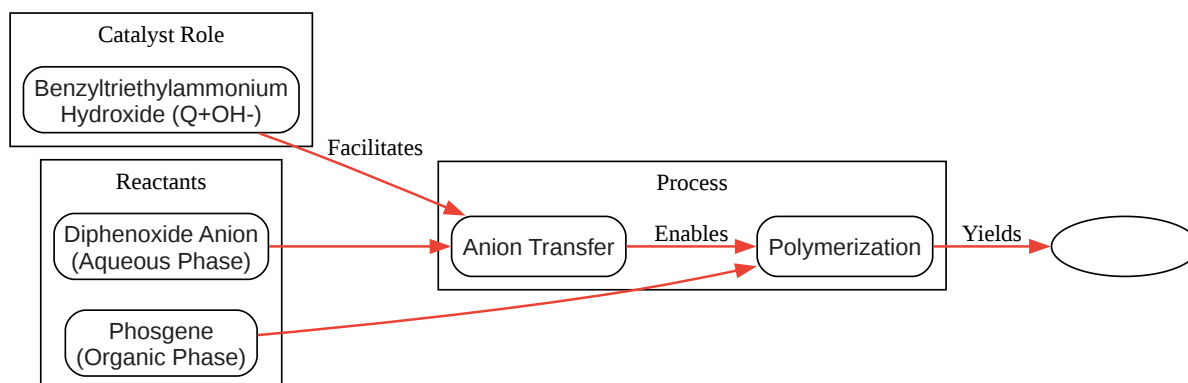 Catalyst Role
Benzyltriethylammonium
Hydroxide (Q+OH-)
Facilitates
Reactants
Diphenoxide Anion
(Aqueous Phase)
Phosgene
(Organic Phase)
Process
Anion Transfer
Enables
Polymerization
Yields